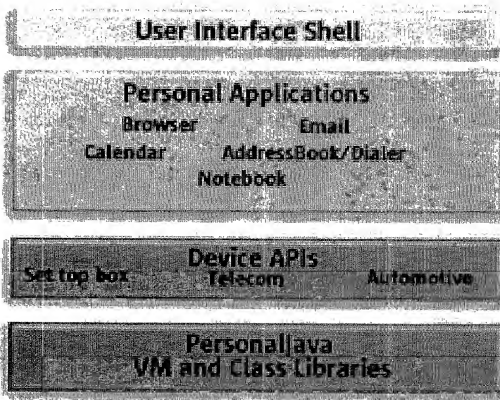 User Interface Shell
Personal Applications
Browser Email
Calendar AddressBook/Dialer
Notebook
Device APIs
Set top box Telecom Automotive
PersonalJava
VM and Class Libraries